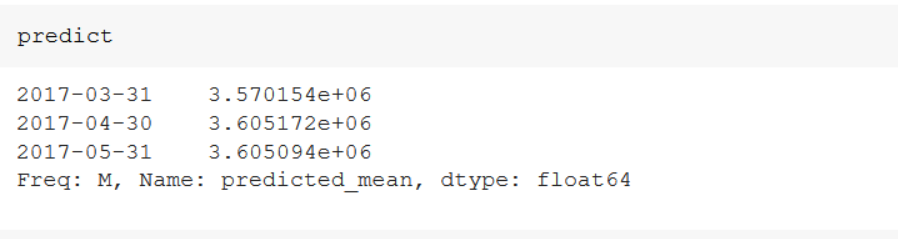 predict
2017-03-31    3.570154e+06
2017-04-30    3.605172e+06
2017-05-31    3.605094e+06
Freq: M, Name: predicted_mean, dtype: float64